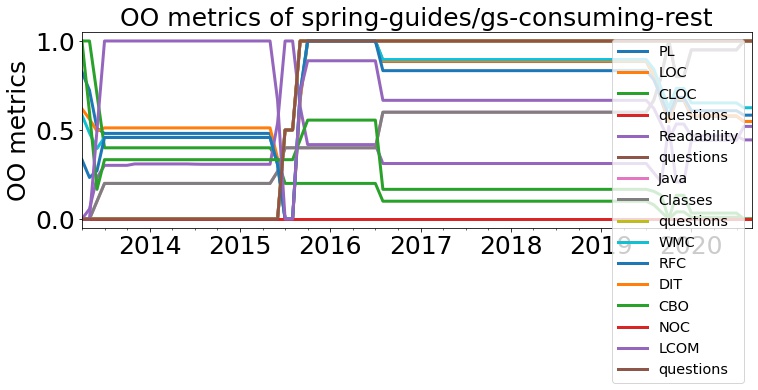 OO metrics of spring-guides/gs-consuming-rest
OO metrics
1.0
0.5
0.0
2014
2015
2016
2017
2018
2019
2020
PL
LOC
CLOC
questions
Readability
questions
Java
Classes
questions
WMC
RFC
DIT
CBO
NOC
LCOM
questions